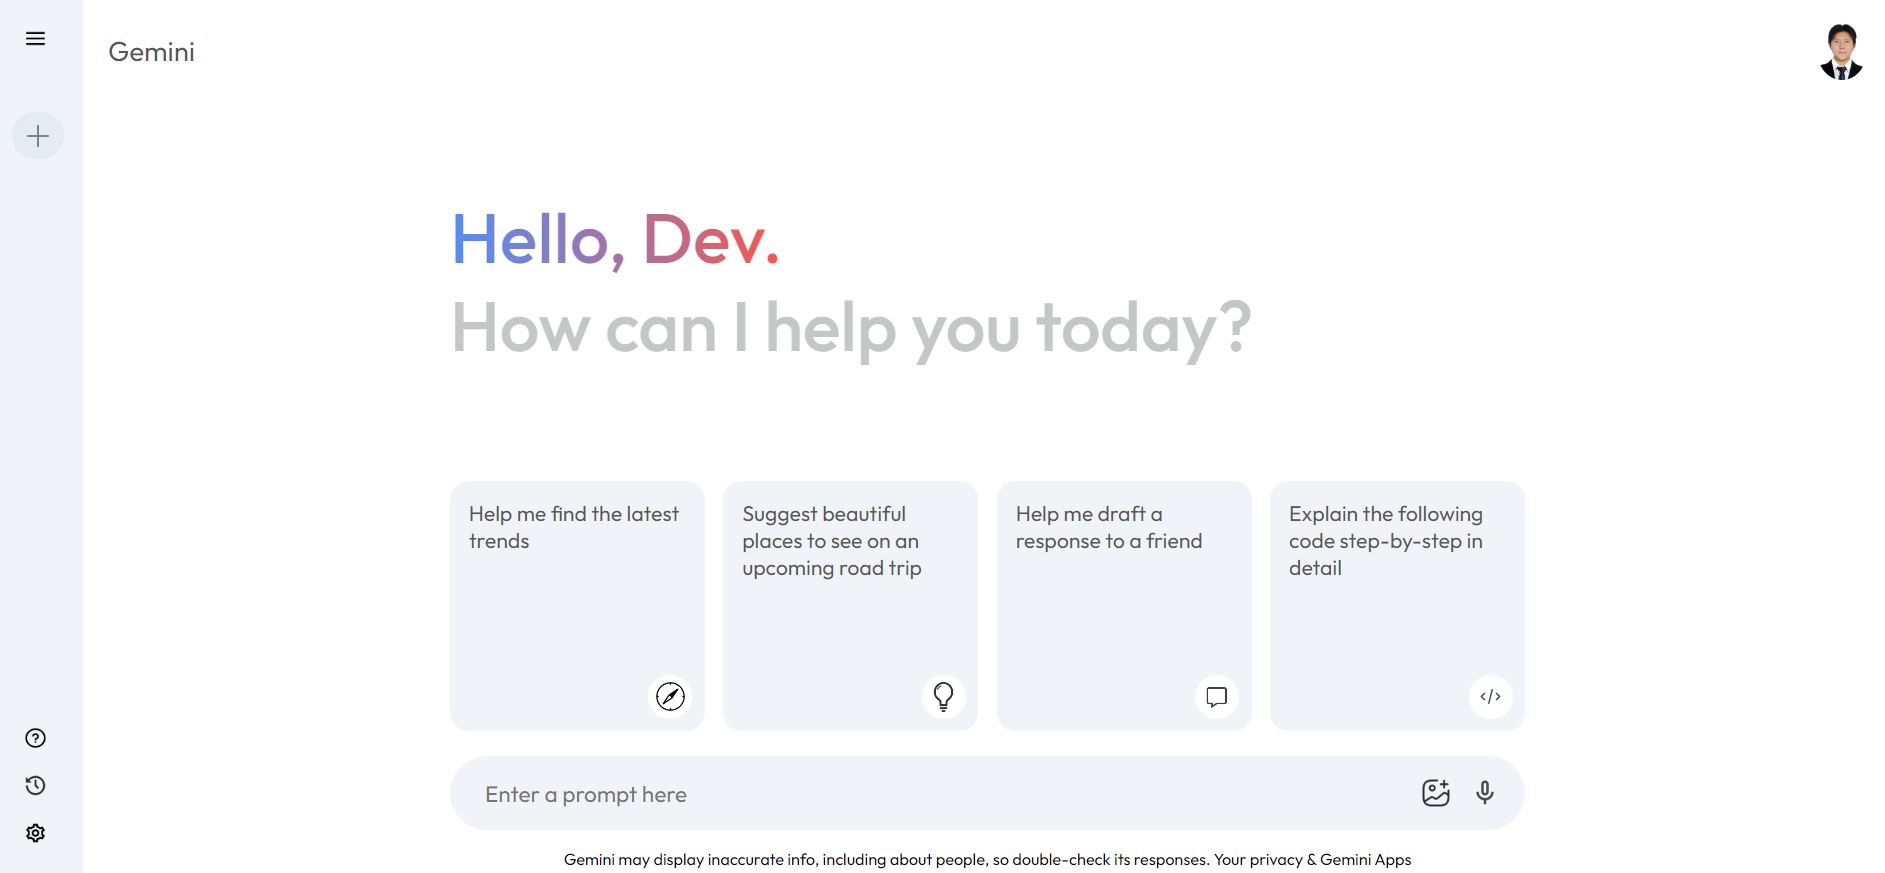 Gemini
Hello, Dev.
How can I help you today?
Help me find the latest
trends
Suggest beautiful
places to see on an
upcoming road trip
Help me draft a
response to a friend
Explain the following
code step-by-step in
detail
Enter a prompt here
Gemini may display inaccurate info, including about people, so double-check its responses. Your privacy & Gemini Apps